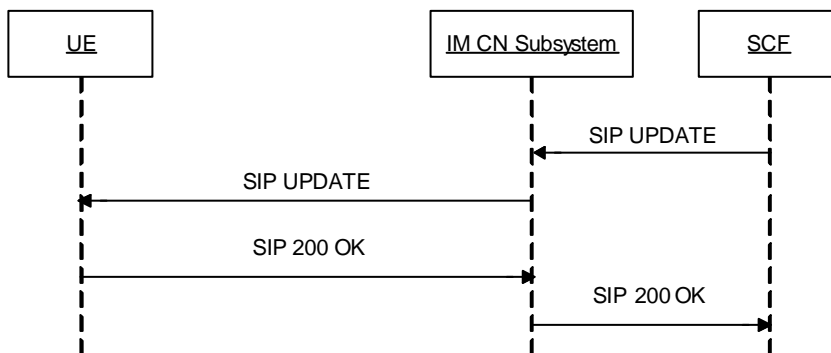 UE
IM CN Subsystem
SCF
SIP UPDATE
SIP UPDATE
SIP 200 OK
SIP 200 OK